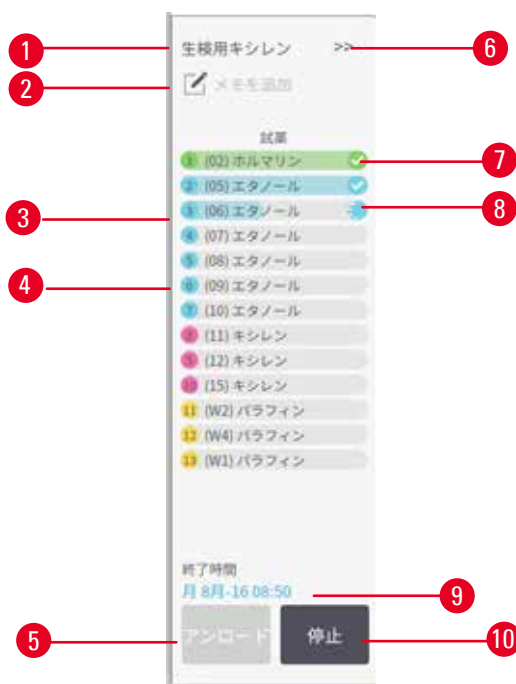 1 生検用キシレン >> 6
2 メモを追加
試薬
1 (02) ホルマリン 7
2 (05) エタノール
3 3 (06) エタノール 8
4 (07) エタノール
5 (08) エタノール
4 6 (09) エタノール
7 (10) エタノール
8 (11) キシレン
9 (12) キシレン
10 (15) キシレン
11 (W2) パラフィン
12 (W4) パラフィン
13 (W1) パラフィン
終了時間
月 8月-16 08:50 9
5 アンロード 停止 10